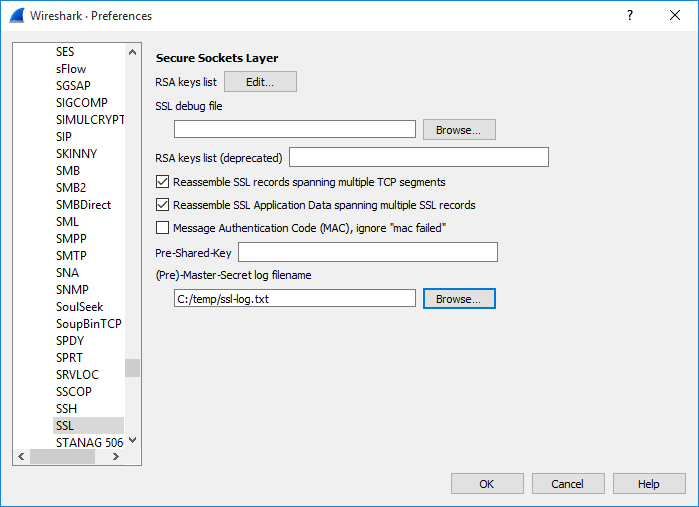 Wireshark · Preferences
?
SES
sFlow
SGSAP
SIGCOMP
SIMULCRYPT
SIP
SKINNY
SMB
SMB2
SMBDirect
SML
SMPP
SMTP
SNA
SNMP
SoulSeek
SoupBinTCP
SPDY
SPRT
SRVLOC
SSCOP
SSH
SSL
STANAG 506
Secure Sockets Layer
RSA keys list Edit...
SSL debug file
Browse...
RSA keys list (deprecated)
Reassemble SSL records spanning multiple TCP segments
Reassemble SSL Application Data spanning multiple SSL records
Message Authentication Code (MAC), ignore "mac failed"
Pre-Shared-Key
(Pre)-Master-Secret log filename
C:/temp/ssl-log.txt Browse...
OK Cancel Help